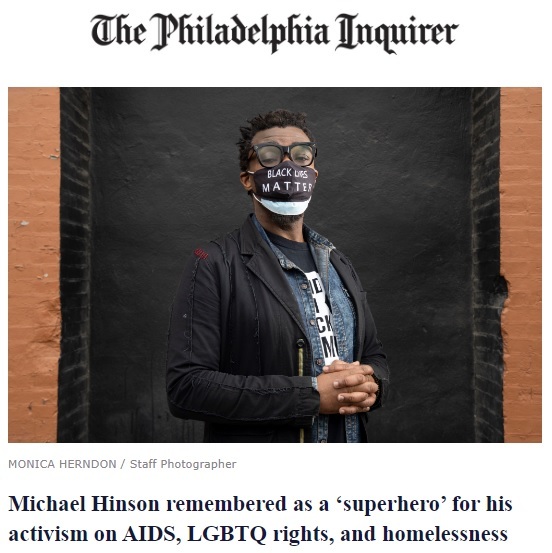 The Philadelphia Inquirer
BLACK LIVES
MATTER
D
I
CK
M
MONICA HERNDON / Staff Photographer
Michael Hinson remembered as a ‘superhero’ for his
activism on AIDS, LGBTQ rights, and homelessness